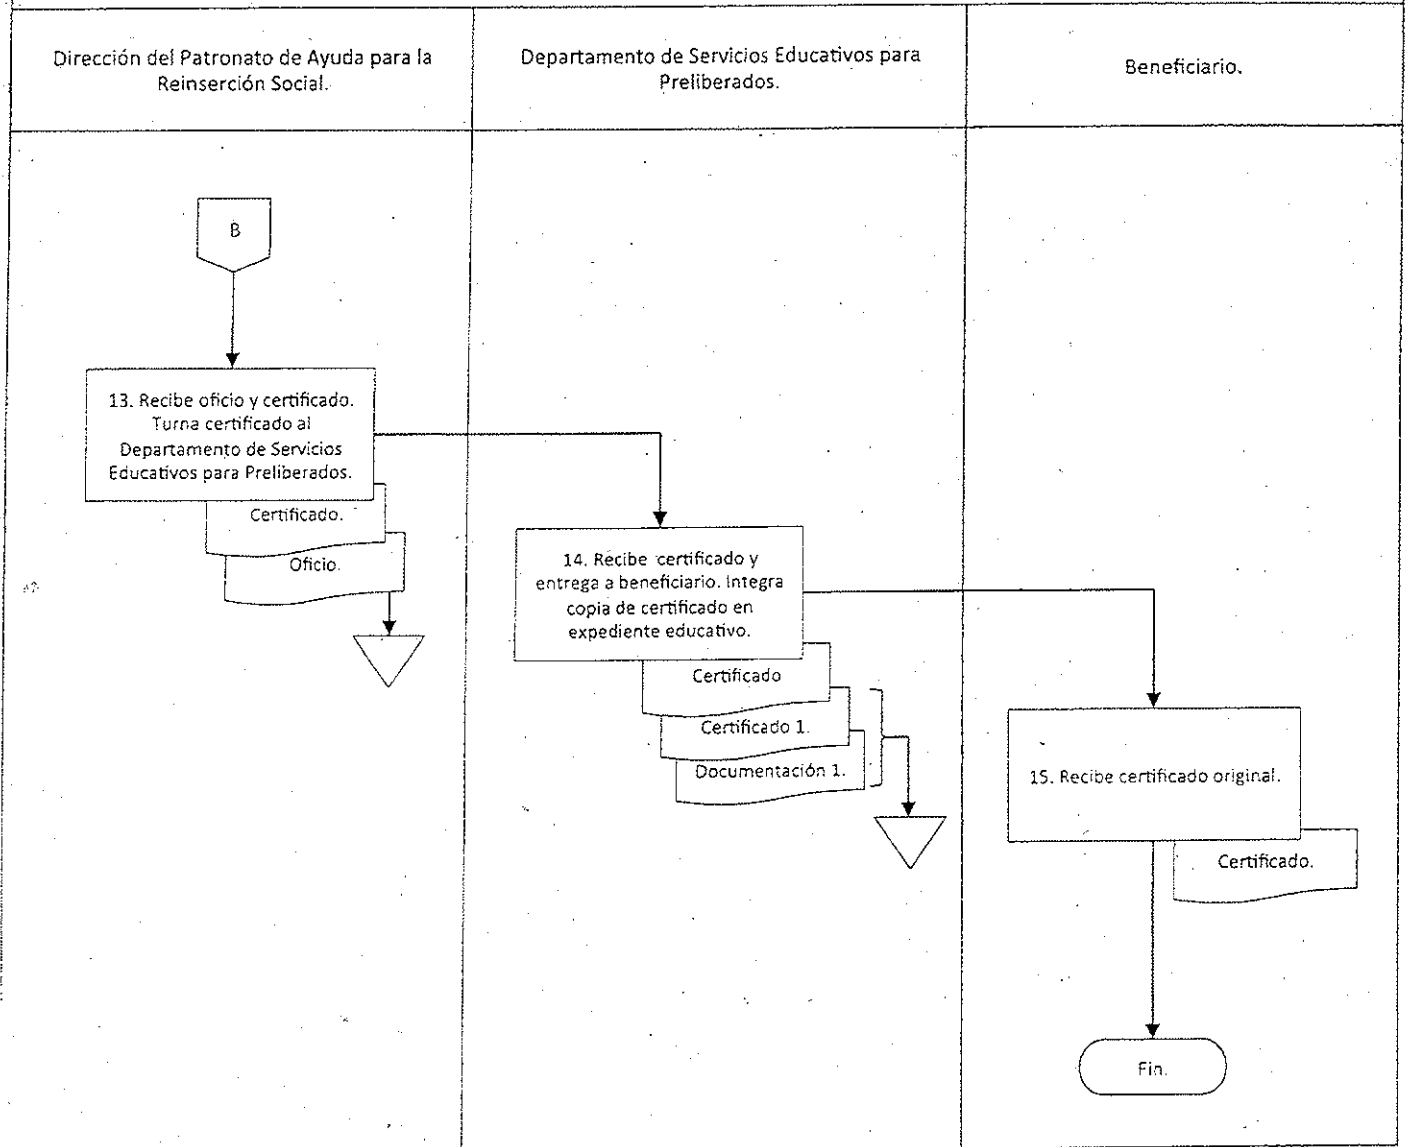 Dirección del Patronato de Ayuda para la
Reinserción Social.
Departamento de Servicios Educativos para
Preliberados.
Beneficiario.
B
13. Recibe oficio y certificado.
Turna certificado al
Departamento de Servicios
Educativos para Preliberados.
Certificado.
Oficio.
14. Recibe certificado y
entrega a beneficiario. Integra
copia de certificado en
expediente educativo.
Certificado
Certificado 1.
Documentación 1.
15. Recibe certificado original.
Certificado.
Fin.